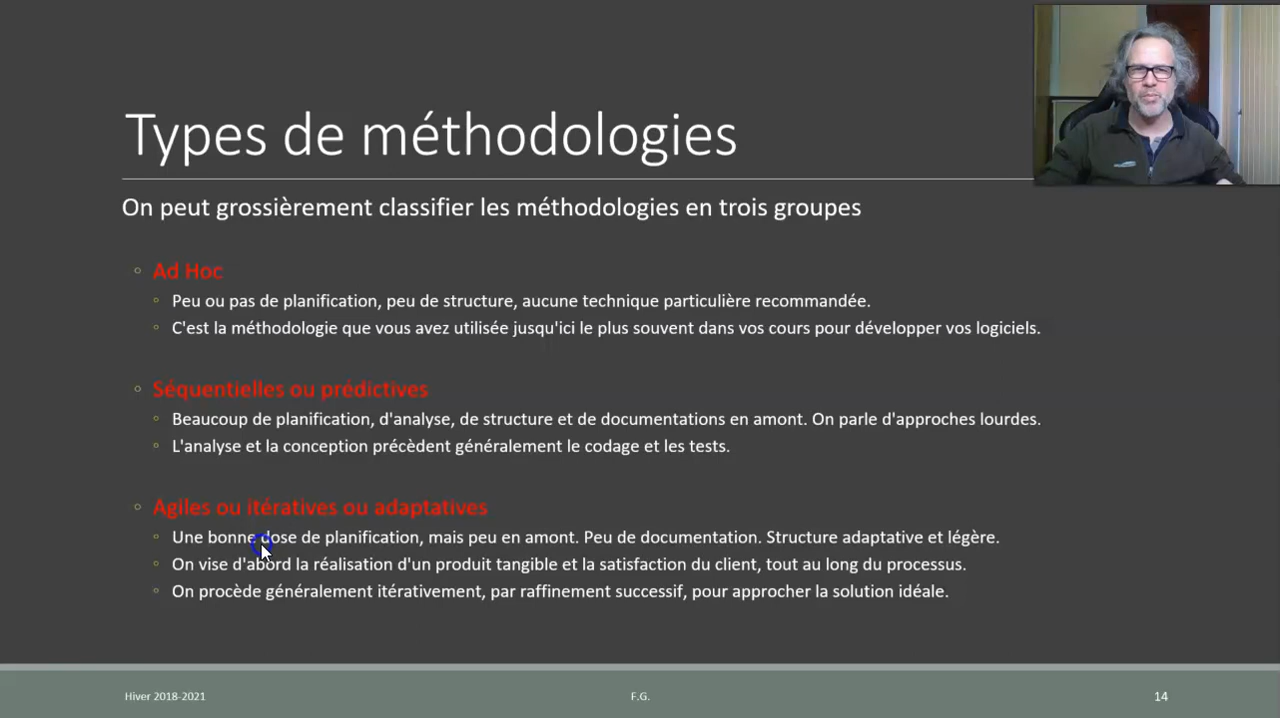 Types de méthodologies
On peut grossièrement classifier les méthodologies en trois groupes
Ad Hoc
Peu ou pas de planification, peu de structure, aucune technique particulière recommandée.
C'est la méthodologie que vous avez utilisée jusqu'ici le plus souvent dans vos cours pour développer vos logiciels.
Séquentielles ou prédictives
Beaucoup de planification, d'analyse, de structure et de documentations en amont. On parle d'approches lourdes.
L'analyse et la conception précèdent généralement le codage et les tests.
Agiles ou itératives ou adaptatives
Une bonne dose de planification, mais peu en amont. Peu de documentation. Structure adaptative et légère.
On vise d'abord la réalisation d'un produit tangible et la satisfaction du client, tout au long du processus.
On procède généralement itérativement, par raffinement successif, pour approcher la solution idéale.
Hiver 2018-2021
F.G.
14